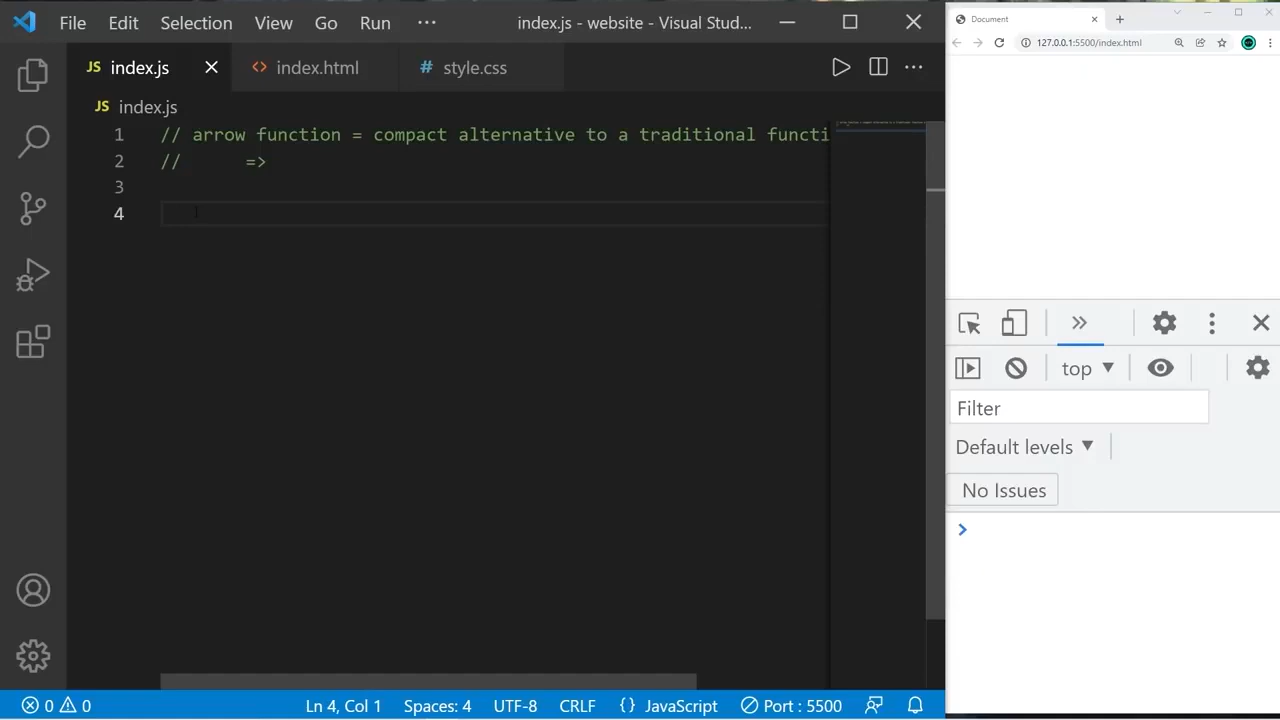 File Edit Selection View Go Run ··· index.js - website - Visual Stud...
JS index.js <> index.html # style.css
JS index.js
1 // arrow function = compact alternative to a traditional functi
2 // =>
3
4
0 0 Ln 4, Col 1 Spaces: 4 UTF-8 CRLF {} JavaScript Port : 5500
Document
127.0.0.1:5500/index.html
top
Filter
Default levels
No Issues